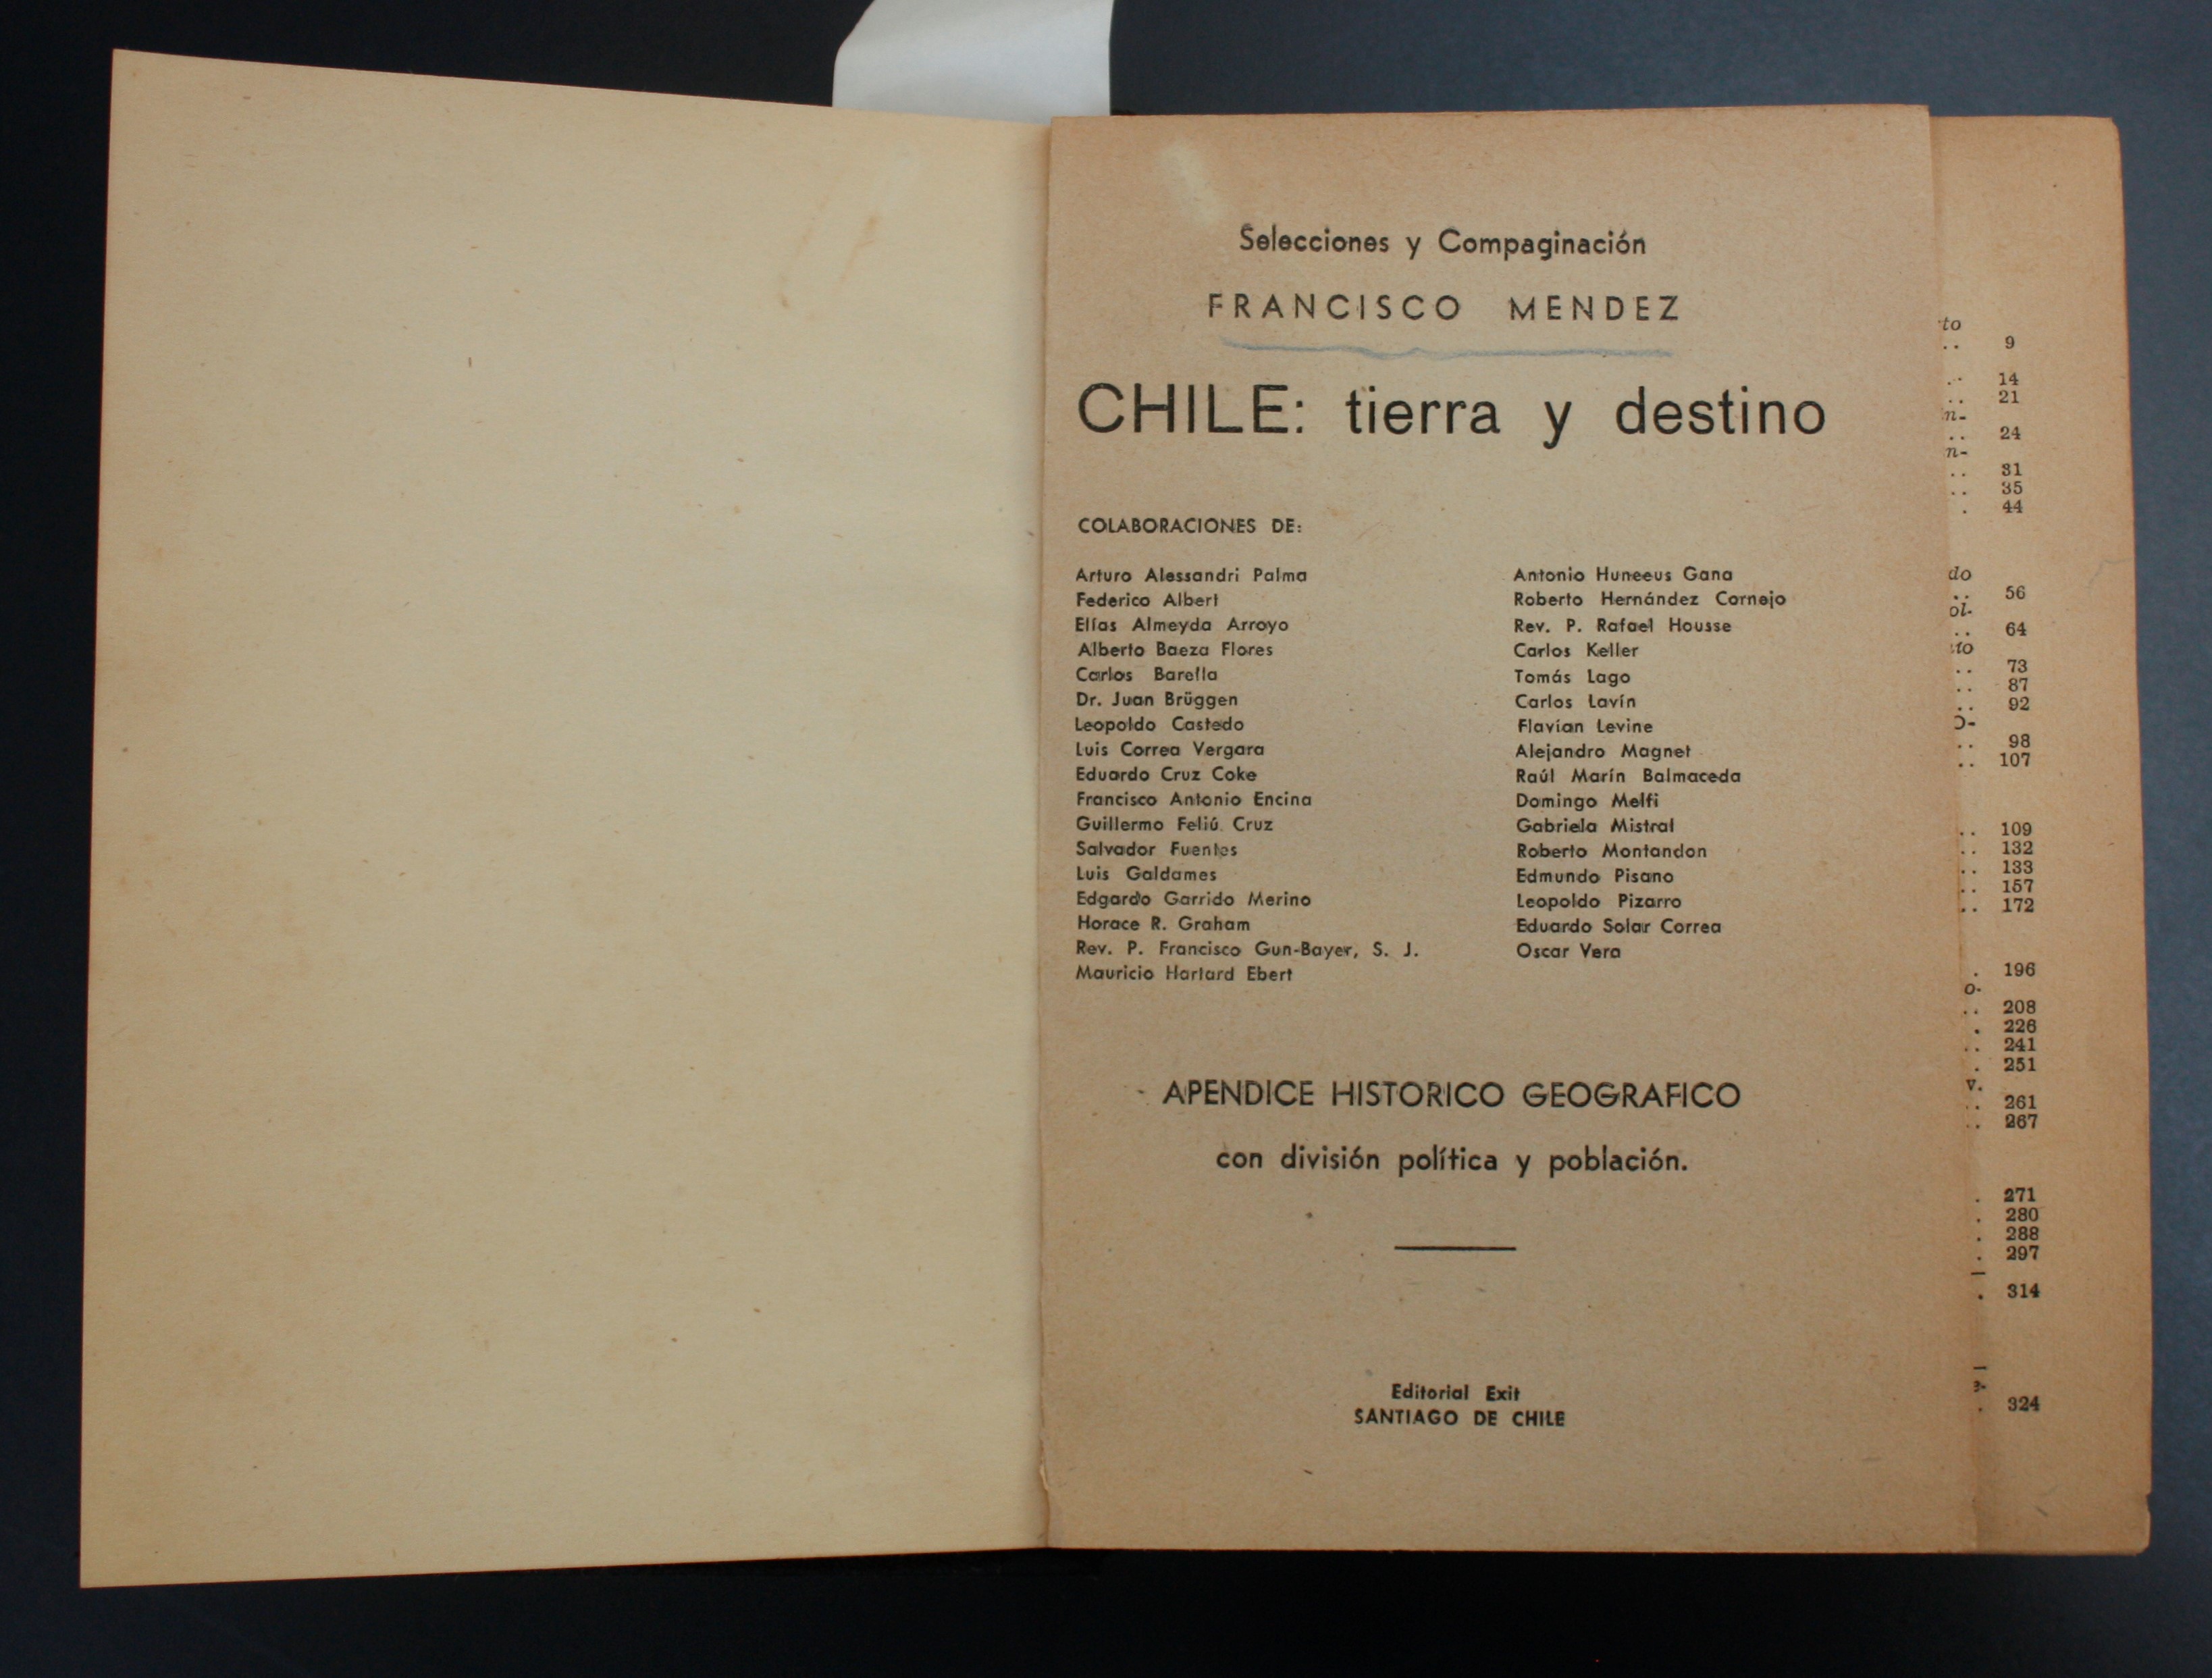 Selecciones y Compaginación
FRANCISCO MENDEZ
CHILE: tierra y destino
COLABORACIONES DE:
Arturo Alessandri Palma
Federico Albert
Elías Almeyda Arroyo
Alberto Baeza Flores
Carlos Barella
Dr. Juan Brüggen
Leopoldo Castedo
Luis Correa Vergara
Eduardo Cruz Coke
Francisco Antonio Encina
Guillermo Feliú Cruz
Salvador Fuentes
Luis Galdames
Edgardo Garrido Merino
Horace R. Graham
Rev. P. Francisco Gun-Bayer, S. J.
Mauricio Hartard Ebert
Antonio Huneeus Gana
Roberto Hernández Cornejo
Rev. P. Rafael Housse
Carlos Keller
Tomás Lago
Carlos Lavín
Flavían Levine
Alejandro Magnet
Raúl Marín Balmaceda
Domingo Melfi
Gabriela Mistral
Roberto Montandon
Edmundo Pisano
Leopoldo Pizarro
Eduardo Solar Correa
Oscar Vera
APENDICE HISTORICO GEOGRAFICO
con división política y población.
Editorial Exit
SANTIAGO DE CHILE
to
.. 9
.. 14
.. 21
n-
.. 24
n-
.. 31
.. 35
. 44
do
.. 56
ol-
.. 64
to
.. 73
.. 87
.. 92
o-
.. 98
.. 107
.. 109
.. 132
.. 133
.. 157
.. 172
. 196
o-
.. 208
. 226
.. 241
. 251
v.
.. 261
.. 267
. 271
. 280
. 288
. 297
—
. 314
—
. 324